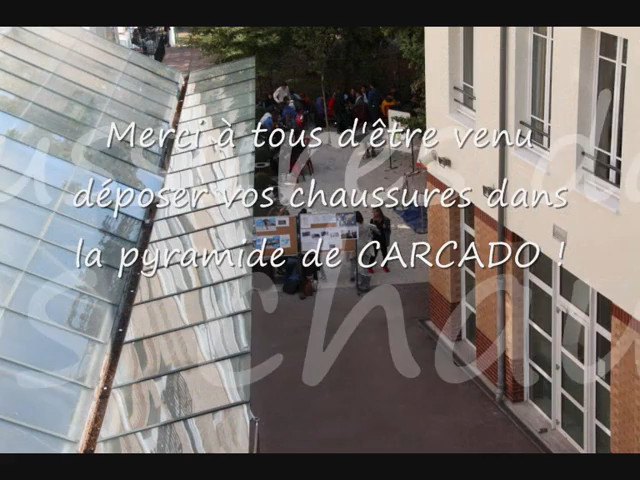 Merci à tous d'être venu
déposer vos chaussures dans
la pyramide de CARCADO !